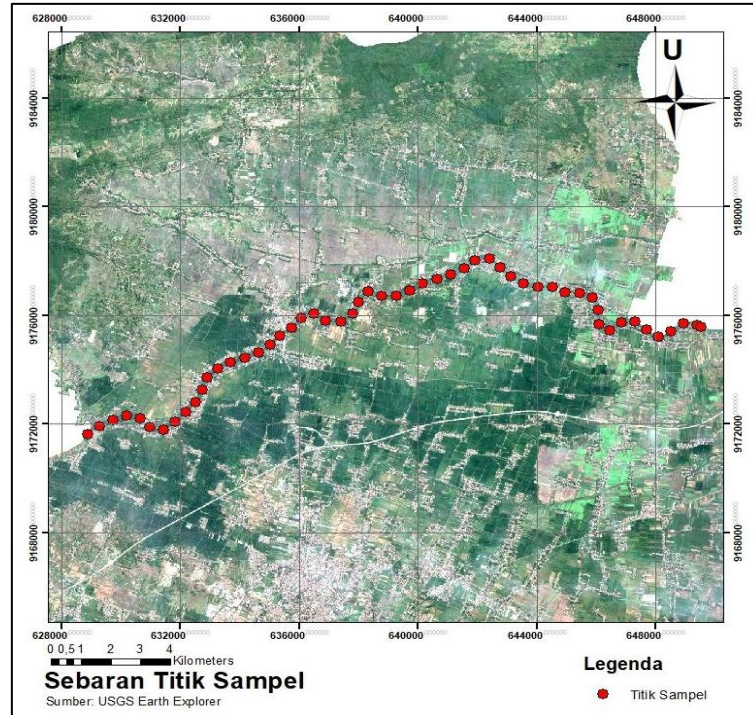 628000 632000 636000 640000 644000 648000
U
9184000 9184000
9180000 9180000
9176000 9176000
9172000 9172000
9168000 9168000
628000 632000 636000 640000 644000 648000
0 0,5 1 2 3 4
Kilometers
Legenda
Sebaran Titik Sampel
Titik Sampel
Sumber: USGS Earth Explorer